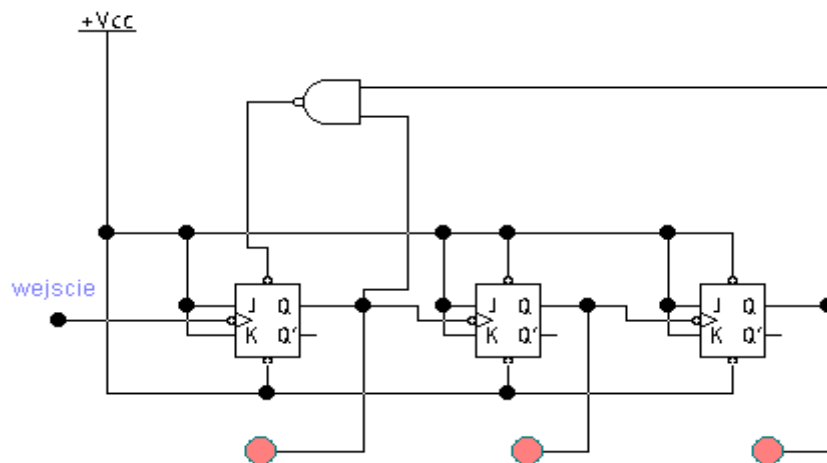 +Vcc
wejscie
J Q
K Q'
J Q
K Q'
J Q
K Q'